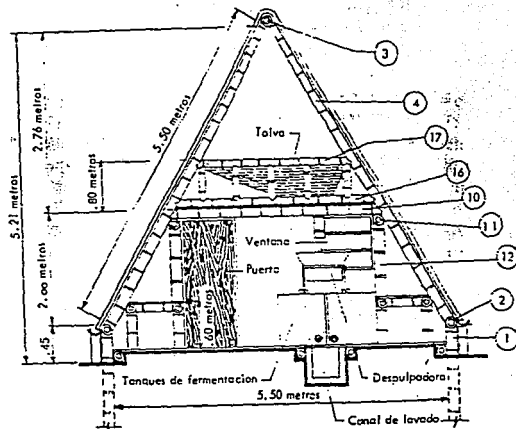 3
4
5.50 metros
2.76 metros
Tolva
17
.80 metros
16
10
5.21 metros
11
Ventana
2.00 metros
12
Puerta
.60 metros
2
.45
1
Tanques de fermentacion
Despulpadora
5,50 metros
Canal de lavado